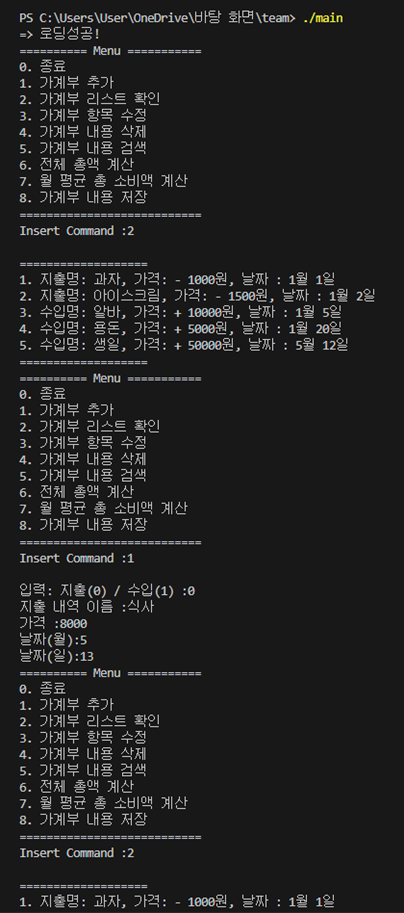 PS C:\Users\User\OneDrive\바탕 화면\team> ./main
=> 로딩성공!
========== Menu ===========
0. 종료
1. 가계부 추가
2. 가계부 리스트 확인
3. 가계부 항목 수정
4. 가계부 내용 삭제
5. 가계부 내용 검색
6. 전체 총액 계산
7. 월 평균 총 소비액 계산
8. 가계부 내용 저장
===========================
Insert Command :2
===================
1. 지출명: 과자, 가격: - 1000원, 날짜 : 1월 1일
2. 지출명: 아이스크림, 가격: - 1500원, 날짜 : 1월 2일
3. 수입명: 알바, 가격: + 10000원, 날짜 : 1월 5일
4. 수입명: 용돈, 가격: + 5000원, 날짜 : 1월 20일
5. 수입명: 생일, 가격: + 50000원, 날짜 : 5월 12일
===================
========== Menu ===========
0. 종료
1. 가계부 추가
2. 가계부 리스트 확인
3. 가계부 항목 수정
4. 가계부 내용 삭제
5. 가계부 내용 검색
6. 전체 총액 계산
7. 월 평균 총 소비액 계산
8. 가계부 내용 저장
===========================
Insert Command :1
입력: 지출(0) / 수입(1) :0
지출 내역 이름 :식사
가격 :8000
날짜(월):5
날짜(일):13
========== Menu ===========
0. 종료
1. 가계부 추가
2. 가계부 리스트 확인
3. 가계부 항목 수정
4. 가계부 내용 삭제
5. 가계부 내용 검색
6. 전체 총액 계산
7. 월 평균 총 소비액 계산
8. 가계부 내용 저장
===========================
Insert Command :2
===================
1. 지출명: 과자, 가격: - 1000원, 날짜 : 1월 1일